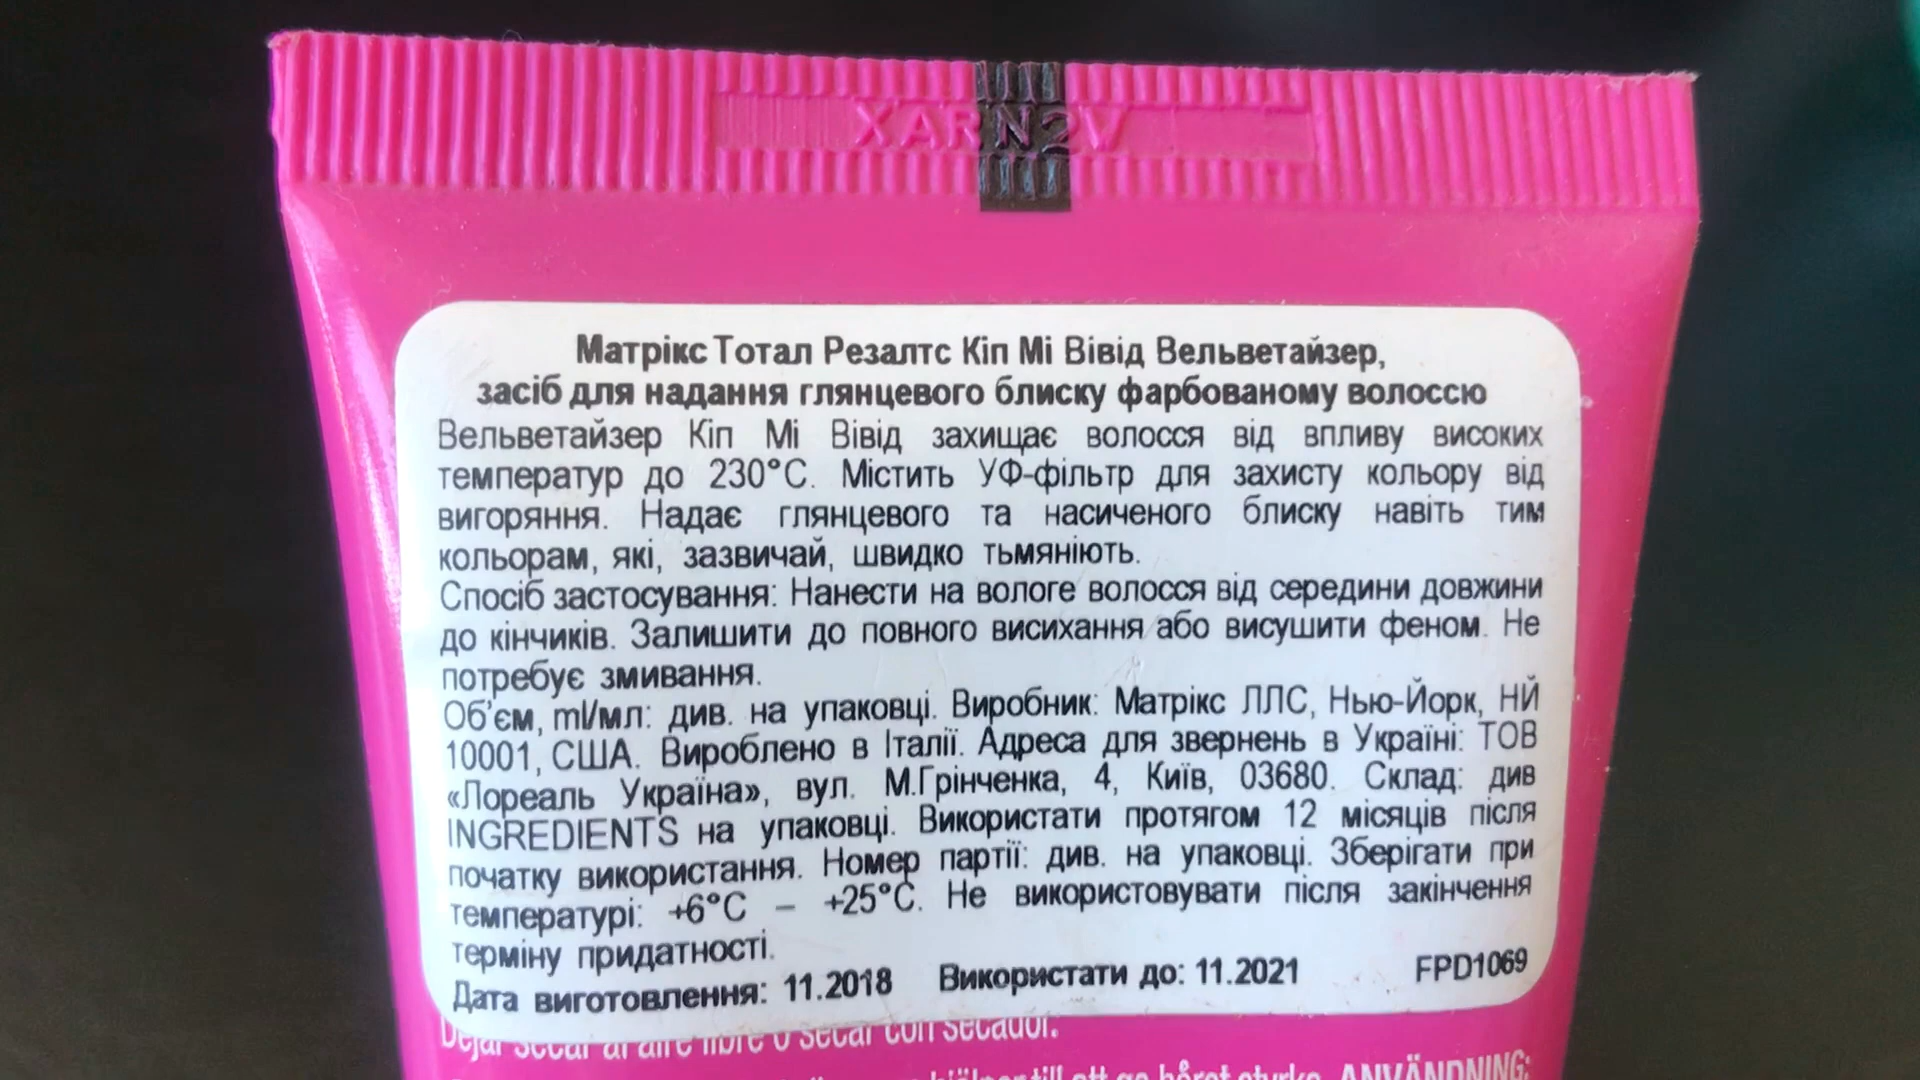 XARN2V
Матрікс Тотал Резалтс Кіп Мі Вівід Вельветайзер,
засіб для надання глянцевого блиску фарбованому волоссю
Вельветайзер Кіп Мі Вівід захищає волосся від впливу високих
температур до 230°C. Містить УФ-фільтр для захисту кольору від
вигоряння. Надає глянцевого та насиченого блиску навіть тим
кольорам, які, зазвичай, швидко тьмяніють.
Спосіб застосування: Нанести на вологе волосся від середини довжини
до кінчиків. Залишити до повного висихання або висушити феном. Не
потребує змивання.
Об'єм, ml/мл: див. на упаковці. Виробник: Матрікс ЛЛС, Нью-Йорк, НЙ
10001, США. Вироблено в Італії. Адреса для звернень в Україні: ТОВ
«Лореаль Україна», вул. М.Грінченка, 4, Київ, 03680. Склад: див
INGREDIENTS на упаковці. Використати протягом 12 місяців після
початку використання. Номер партії: див. на упаковці. Зберігати при
температурі: +6°C – +25°C. Не використовувати після закінчення
терміну придатності.
Дата виготовлення: 11.2018 Використати до: 11.2021 FPD1069
Dejar secar al aire libre o secar con secador.
hjälper till att ge håret styrka. ANVÄNDNING: